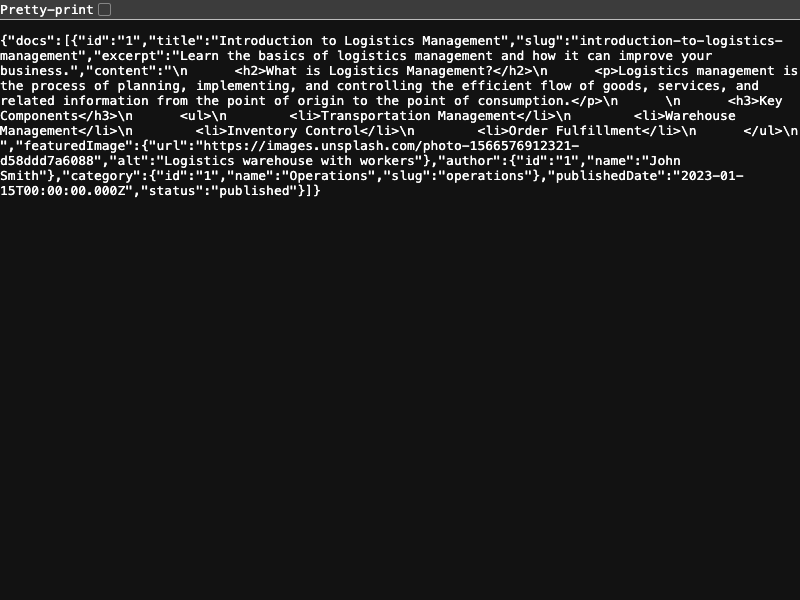 Pretty-print
{"docs":[{"id":"1","title":"Introduction to Logistics Management","slug":"introduction-to-logistics-
management","excerpt":"Learn the basics of logistics management and how it can improve your
business.","content":"\n      <h2>What is Logistics Management?</h2>\n      <p>Logistics management is
the process of planning, implementing, and controlling the efficient flow of goods, services, and
related information from the point of origin to the point of consumption.</p>\n      \n      <h3>Key
Components</h3>\n      <ul>\n        <li>Transportation Management</li>\n        <li>Warehouse
Management</li>\n        <li>Inventory Control</li>\n        <li>Order Fulfillment</li>\n      </ul>\n
","featuredImage":{"url":"https://images.unsplash.com/photo-1566576912321-
d58ddd7a6088","alt":"Logistics warehouse with workers"},"author":{"id":"1","name":"John
Smith"},"category":{"id":"1","name":"Operations","slug":"operations"},"publishedDate":"2023-01-
15T00:00:00.000Z","status":"published"}]}